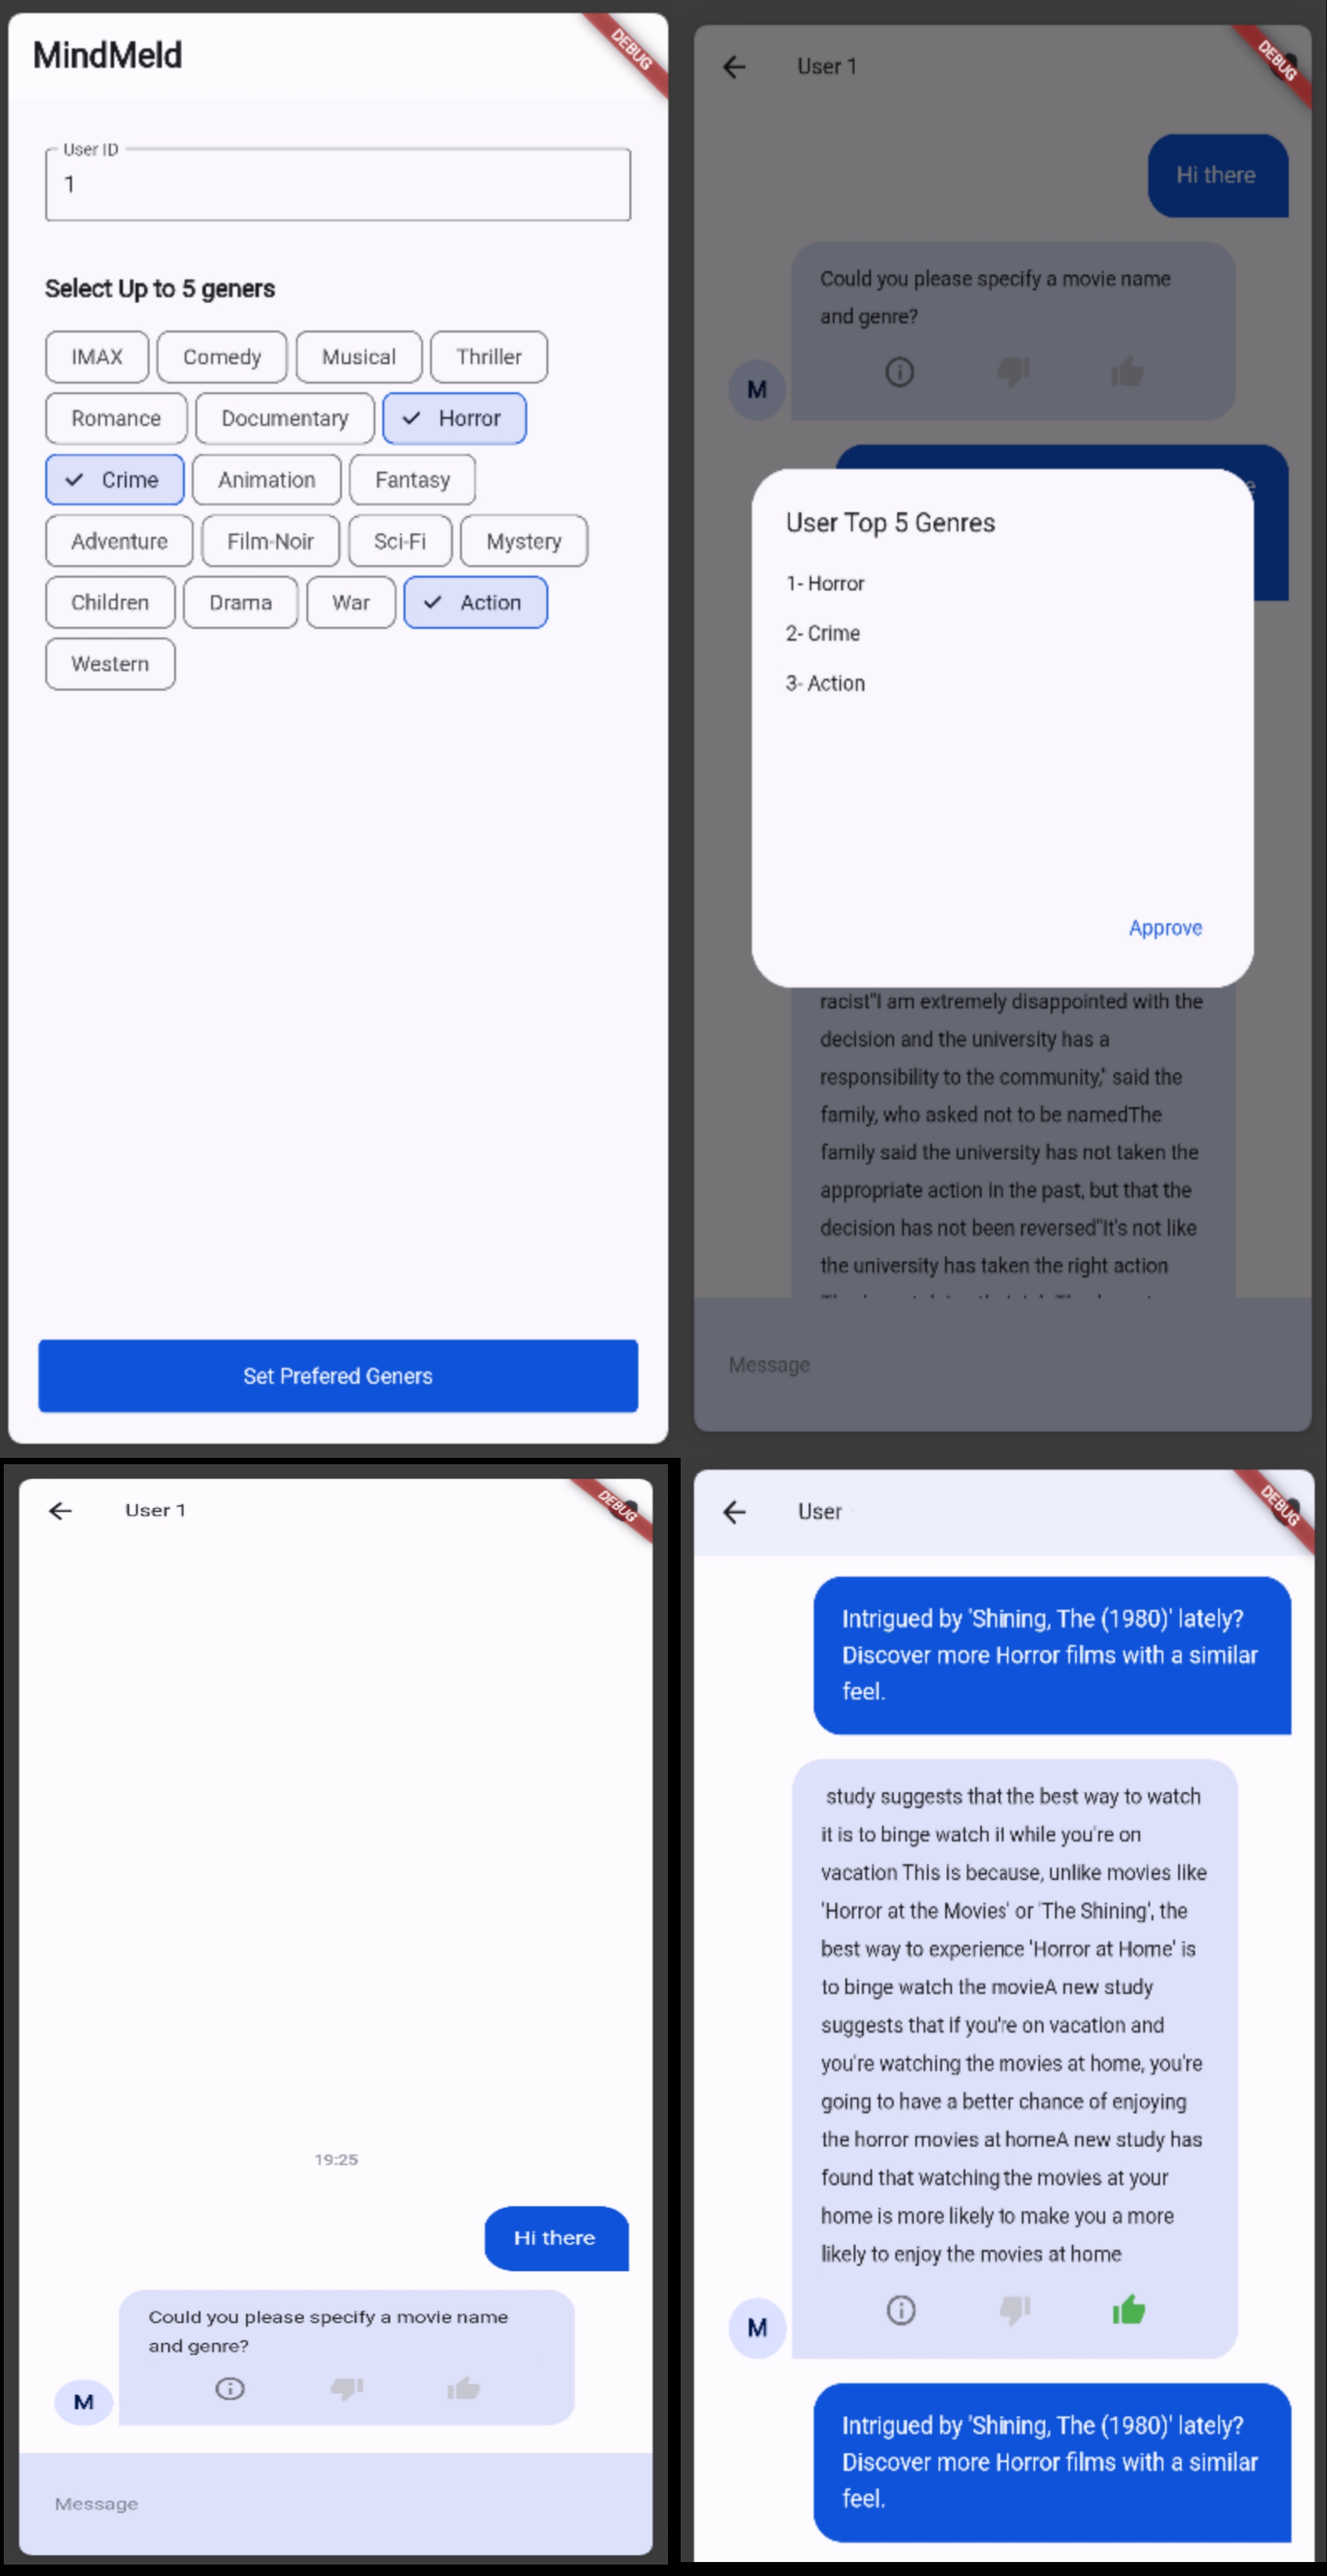 MindMeld
DEBUG
User ID
1
Select Up to 5 geners
IMAX
Comedy
Musical
Thriller
Romance
Documentary
Horror
Crime
Animation
Fantasy
Adventure
Film-Noir
Sci-Fi
Mystery
Children
Drama
War
Action
Western
Set Prefered Geners
User 1
DEBUG
Hi there
Could you please specify a movie name
and genre?
M
User Top 5 Genres
1- Horror
2- Crime
3- Action
Approve
racist"I am extremely disappointed with the
decision and the university has a
responsibility to the community," said the
family, who asked not to be namedThe
family said the university has not taken the
appropriate action in the past, but that the
decision has not been reversed"It's not like
the university has taken the right action
Message
User 1
DEBUG
19:25
Hi there
Could you please specify a movie name
and genre?
M
Message
User
DEBUG
Intrigued by 'Shining, The (1980)' lately?
Discover more Horror films with a similar
feel.
study suggests that the best way to watch
it is to binge watch it while you're on
vacation This is because, unlike movies like
'Horror at the Movies' or 'The Shining', the
best way to experience 'Horror at Home' is
to binge watch the movieA new study
suggests that if you're on vacation and
you're watching the movies at home, you're
going to have a better chance of enjoying
the horror movies at homeA new study has
found that watching the movies at your
home is more likely to make you a more
likely to enjoy the movies at home
M
Intrigued by 'Shining, The (1980)' lately?
Discover more Horror films with a similar
feel.